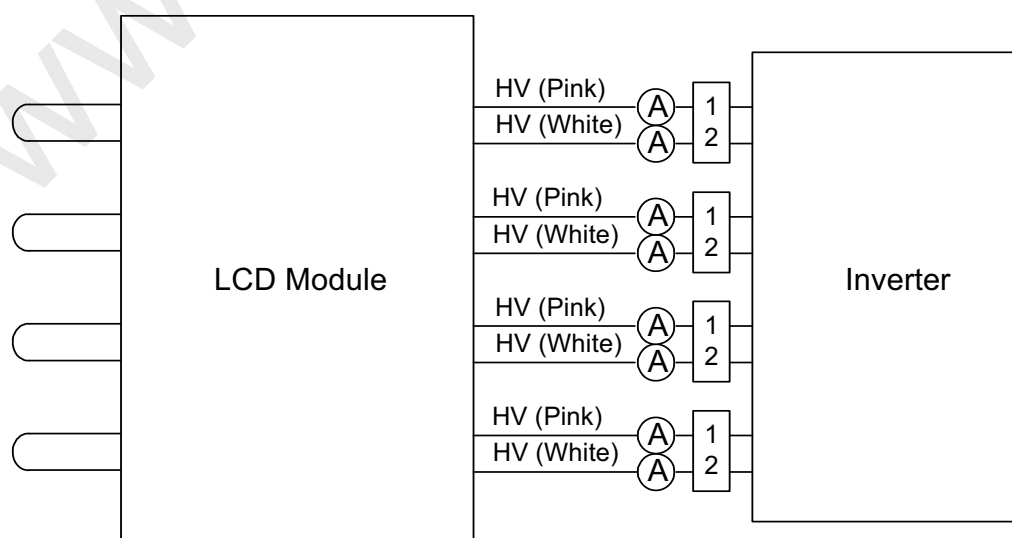 HV (Pink)
A
1
HV (White)
A
2
HV (Pink)
A
1
HV (White)
A
2
LCD Module
Inverter
HV (Pink)
A
1
HV (White)
A
2
HV (Pink)
A
1
HV (White)
A
2